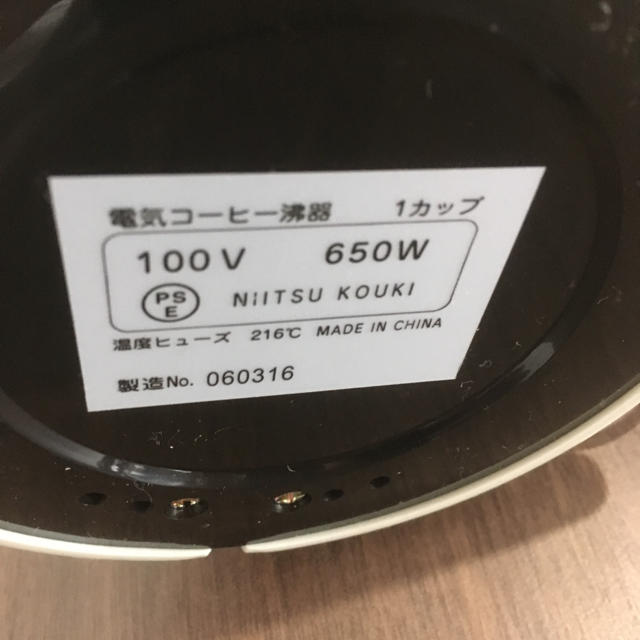 電気コーヒー沸器 1カップ
100V 650W
PSE NiITSU KOUKI
温度ヒューズ 216℃ MADE IN CHINA
製造No. 060316